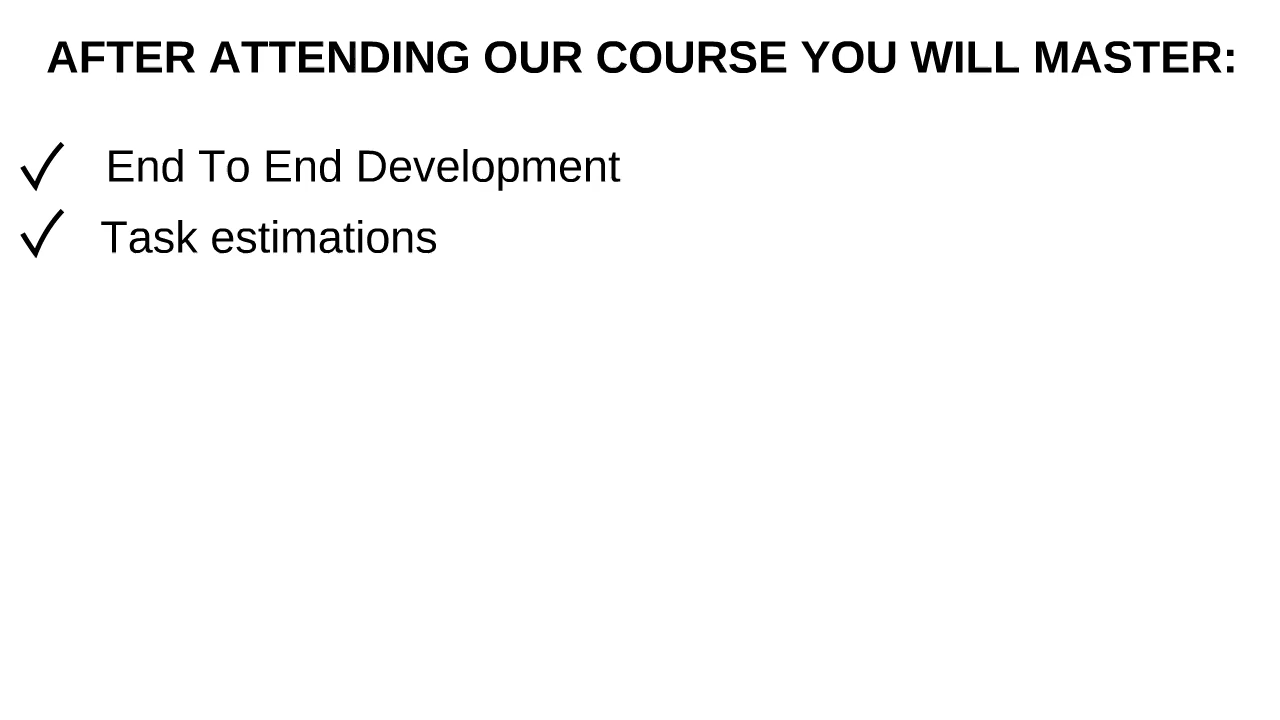 AFTER ATTENDING OUR COURSE YOU WILL MASTER:
✓ End To End Development
✓ Task estimations